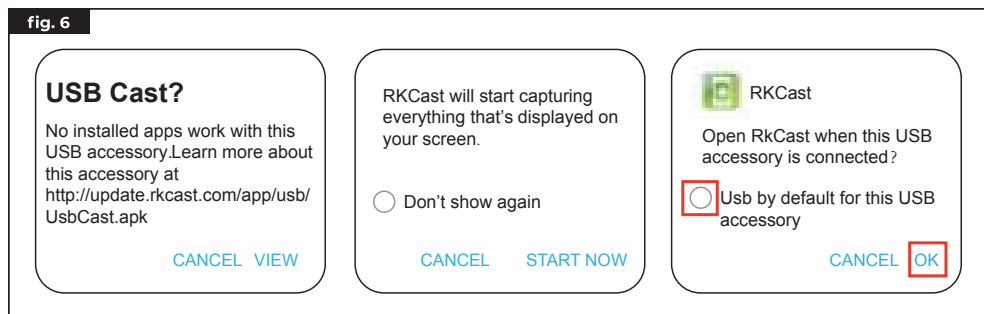 fig. 6
USB Cast?
No installed apps work with this
USB accessory.Learn more about
this accessory at
http://update.rkcast.com/app/usb/
UsbCast.apk
CANCEL VIEW
RKCast will start capturing
everything that's displayed on
your screen.
Don't show again
CANCEL START NOW
RKCast
Open RkCast when this USB
accessory is connected?
Usb by default for this USB
accessory
CANCEL OK